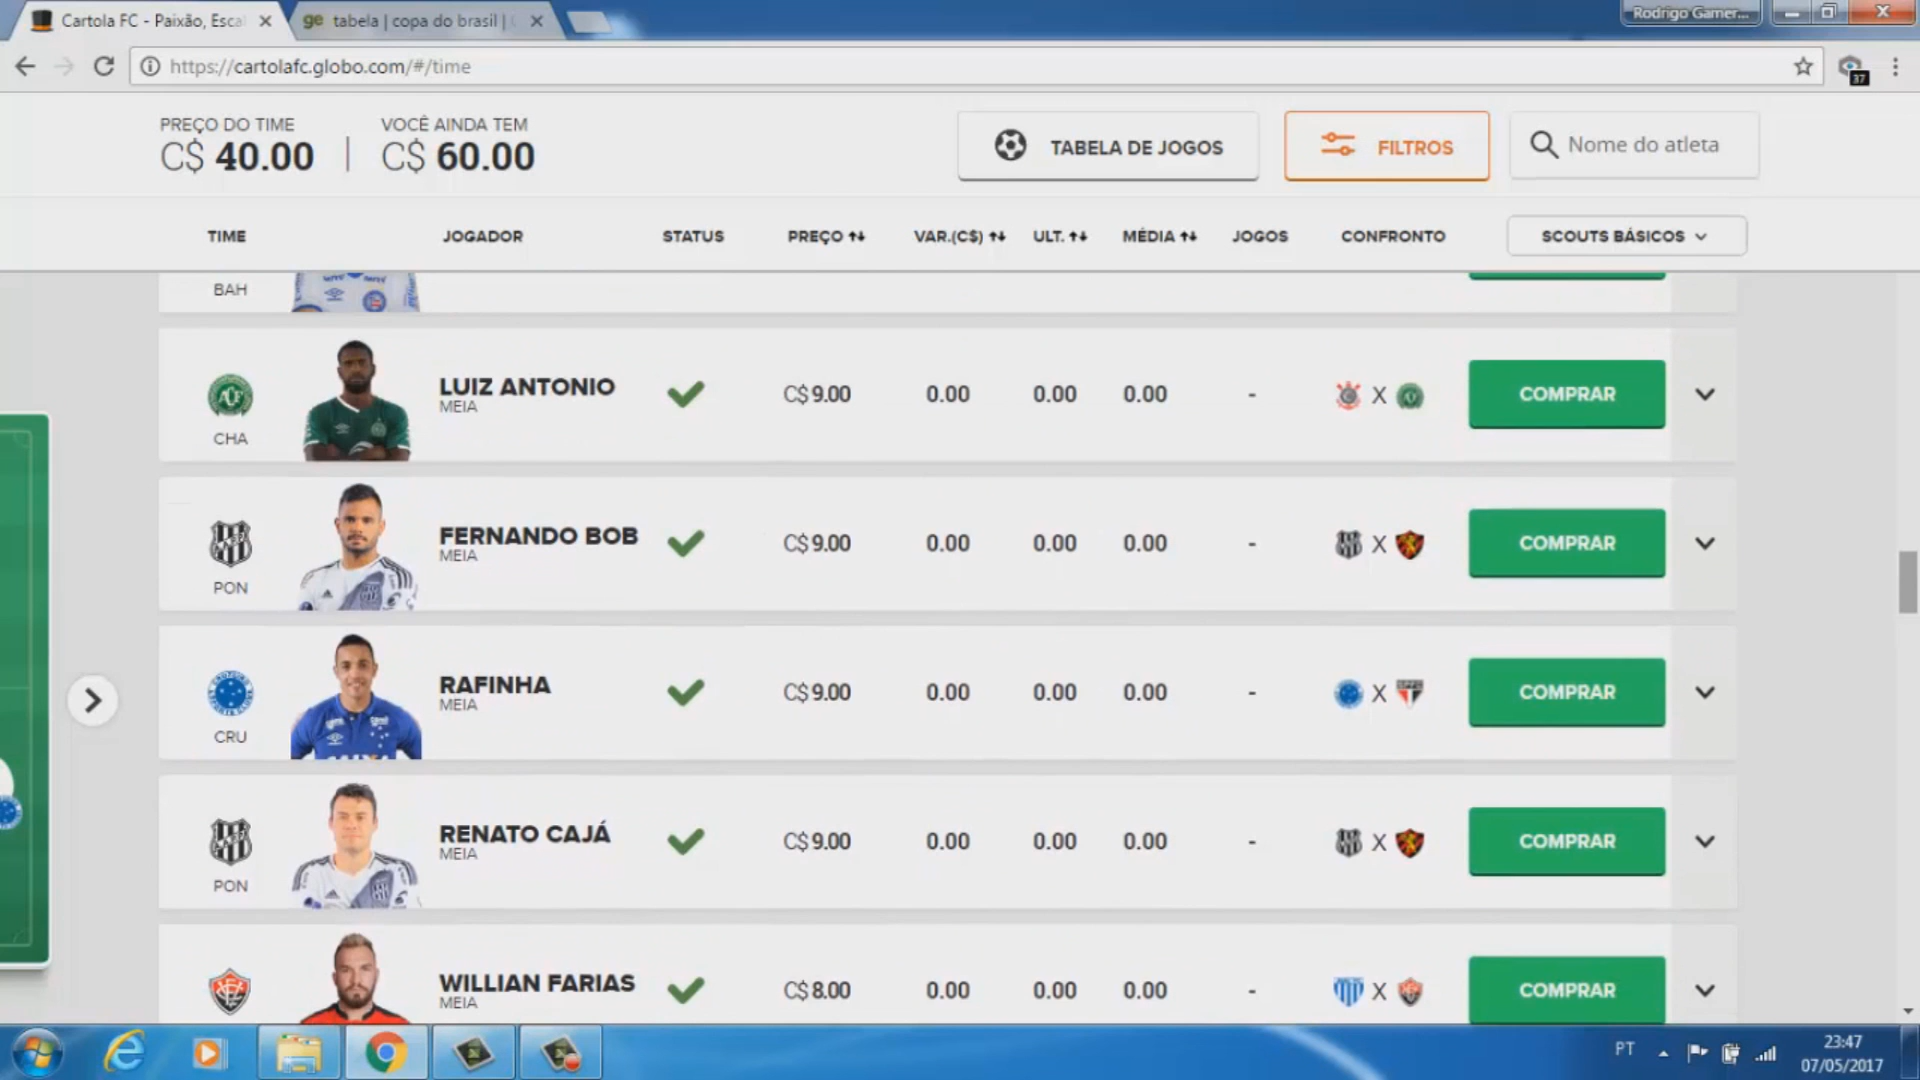 Cartola FC - Paixão, Esca
ge tabela | copa do brasil |
Rodrigo Gamer...
https://cartolafc.globo.com/#/time
37
PREÇO DO TIME
C$ 40.00
VOCÊ AINDA TEM
C$ 60.00
TABELA DE JOGOS
FILTROS
Nome do atleta
TIME JOGADOR STATUS PREÇO VAR.(C$) ULT. MÉDIA JOGOS CONFRONTO SCOUTS BÁSICOS
BAH
LUIZ ANTONIO
MEIA
CHA
C$ 9.00 0.00 0.00 0.00 - X COMPRAR
FERNANDO BOB
MEIA
PON
C$ 9.00 0.00 0.00 0.00 - X COMPRAR
RAFINHA
MEIA
CRU
C$ 9.00 0.00 0.00 0.00 - X COMPRAR
RENATO CAJÁ
MEIA
PON
C$ 9.00 0.00 0.00 0.00 - X COMPRAR
WILLIAN FARIAS
MEIA
C$ 8.00 0.00 0.00 0.00 - X COMPRAR
PT
23:47
07/05/2017